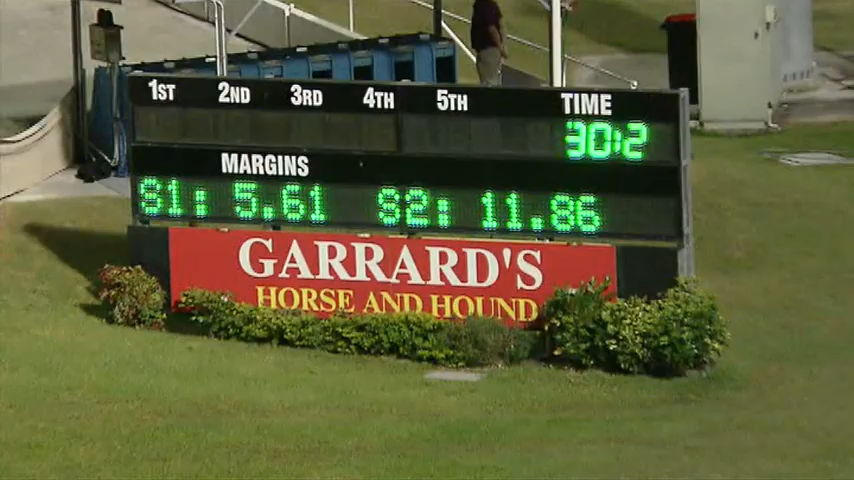 1ST 2ND 3RD 4TH 5TH TIME
30:2
MARGINS
S1: 5.61 S2: 11.86
GARRARD'S
HORSE AND HOUND